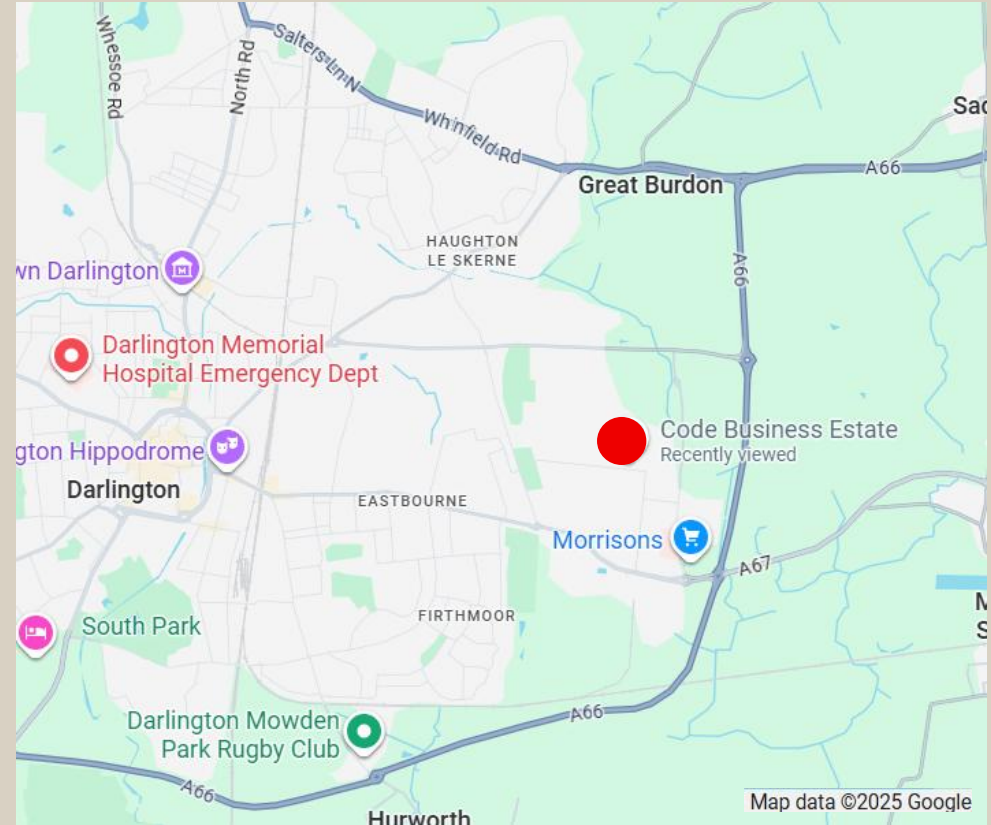 Whessoe Rd
North Rd
Salters Ln N
Whinfield Rd
Sac
A66
Great Burdon
A66
HAUGHTON
LE SKERNE
wn Darlington
Darlington Memorial
Hospital Emergency Dept
Code Business Estate
Recently viewed
gton Hippodrome
Darlington
EASTBOURNE
Morrisons
A67
M
S
FIRTHMOOR
South Park
A66
Darlington Mowden
Park Rugby Club
A66
Hurworth
Map data ©2025 Google